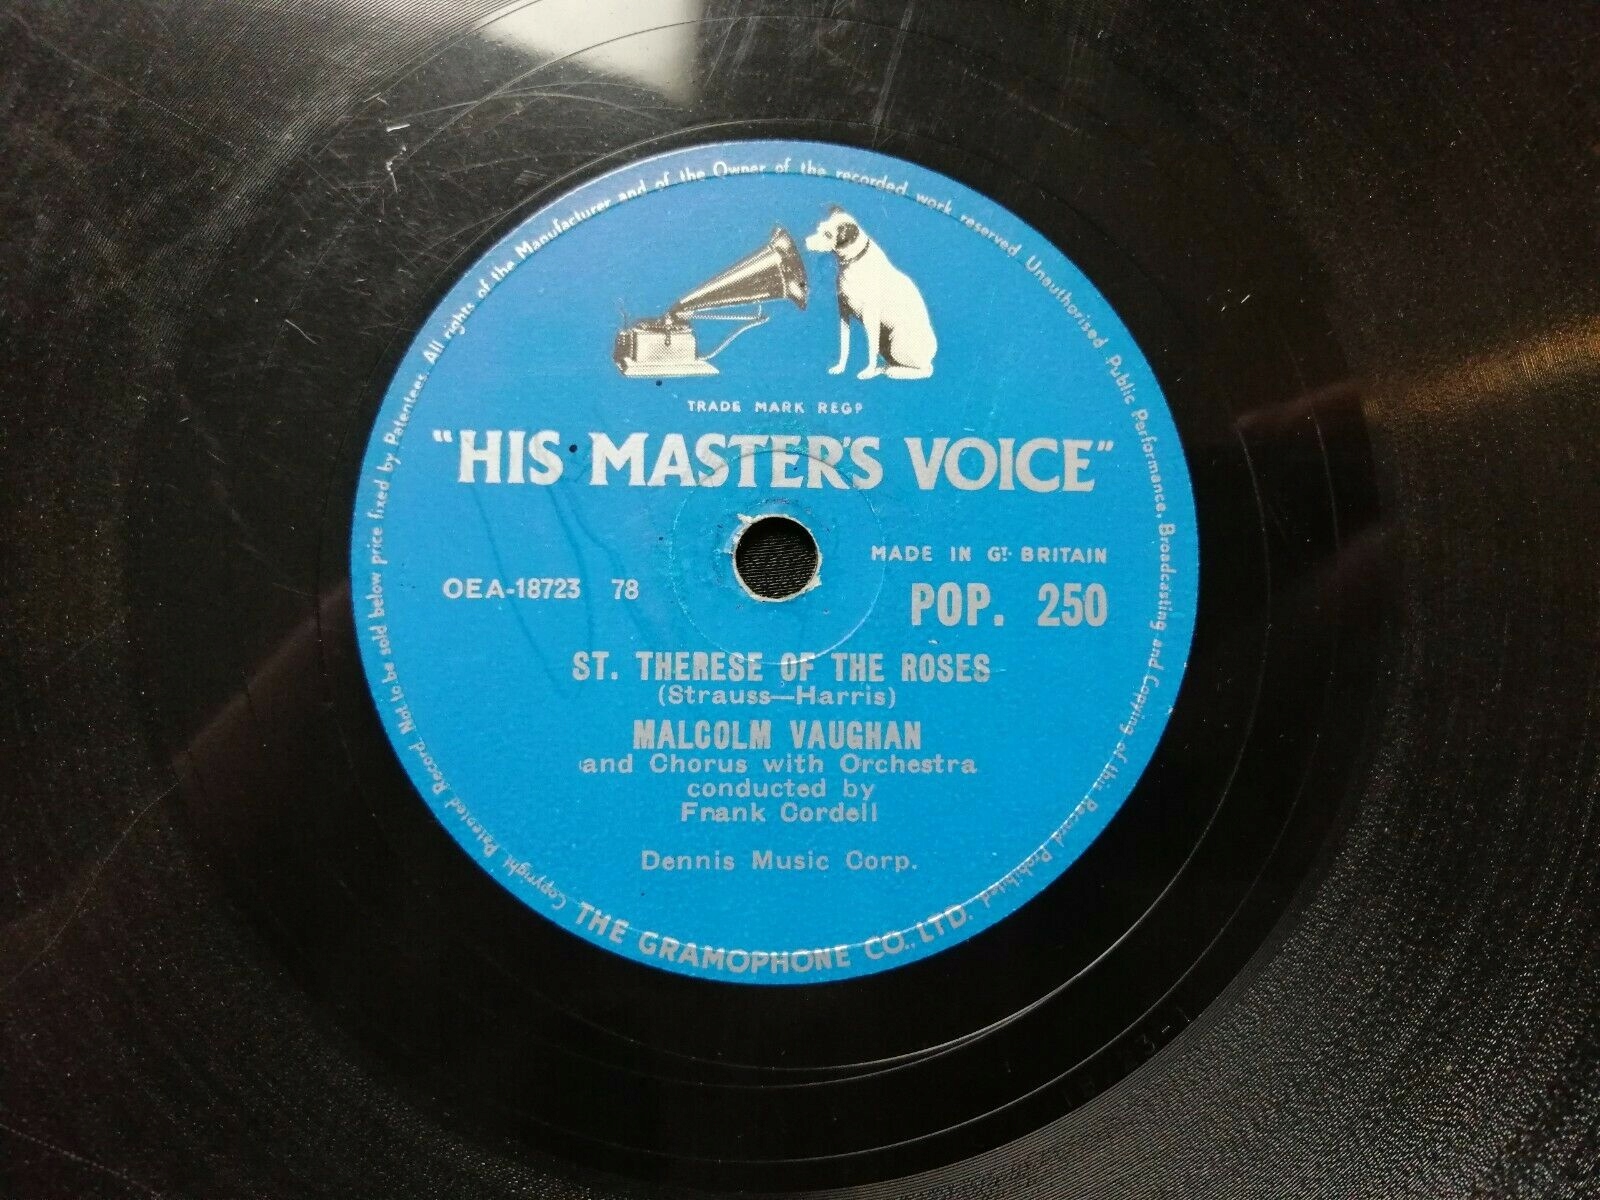 Copyright Patented Record Not to be sold below price fixed by Patentees. All rights of the Manufacturer and of the Owner of the recorded work reserved Unauthorised Public Performance, Broadcasting and Copying of this Record Prohibited
TRADE MARK REGD
"HIS MASTER'S VOICE"
MADE IN GT. BRITAIN
OEA-18723 78
POP. 250
ST. THERESE OF THE ROSES
(Strauss—Harris)
MALCOLM VAUGHAN
and Chorus with Orchestra
conducted by
Frank Cordell
Dennis Music Corp.
THE GRAMOPHONE CO., LTD.